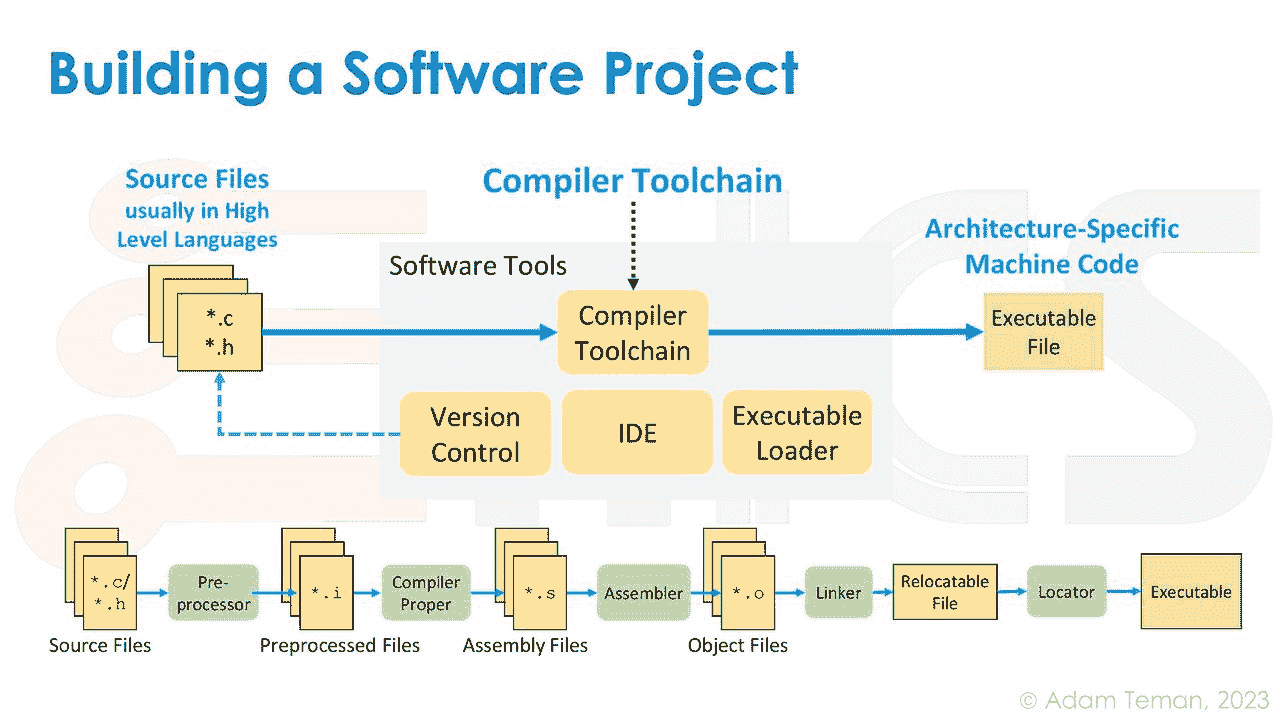 Building a Software Project
Source Files
usually in High
Level Languages
*.c
*.h
Compiler Toolchain
Software Tools
Compiler
Toolchain
Version
Control
IDE
Executable
Loader
Architecture-Specific
Machine Code
Executable
File
*.c/
*.h
Source Files
Pre-
processor
*.i
Preprocessed Files
Compiler
Proper
*.s
Assembly Files
Assembler
*.o
Object Files
Linker
Relocatable
File
Locator
Executable
© Adam Teman, 2023